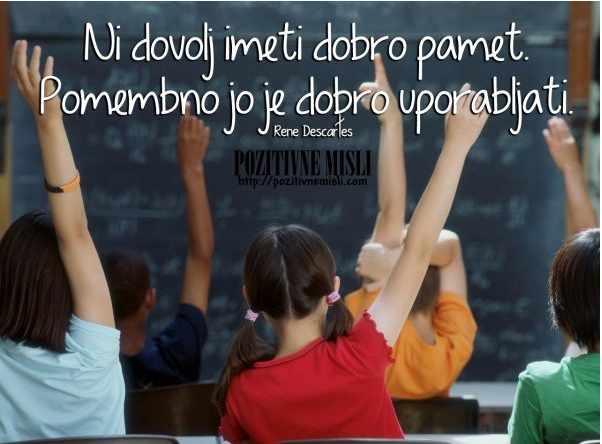 Ni dovolj imeti dobro pamet.
Pomembno jo je dobro uporabljati.
Rene Descartes
POZITIVNE MISLI
http://pozitivnemisli.com